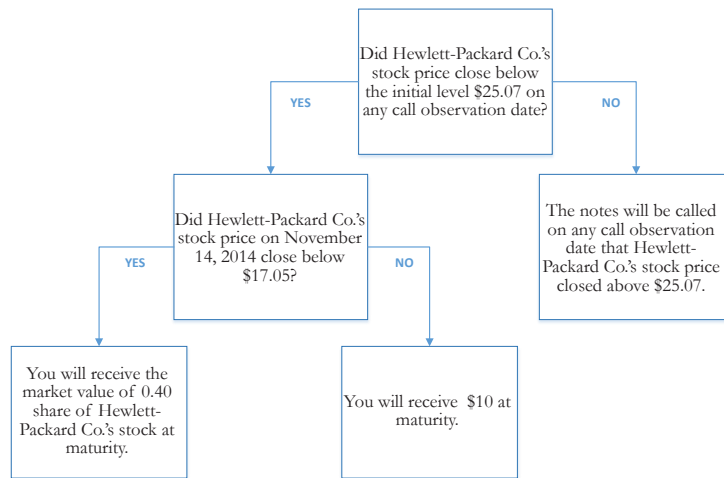 Did Hewlett-Packard Co.'s
stock price close below
the initial level $25.07 on
any call observation date?
YES
NO
Did Hewlett-Packard Co.'s
stock price on November
14, 2014 close below
$17.05?
The notes will be called
on any call observation
date that Hewlett-
Packard Co.'s stock price
closed above $25.07.
YES
NO
You will receive the
market value of 0.40
share of Hewlett-
Packard Co.'s stock at
maturity.
You will receive $10 at
maturity.